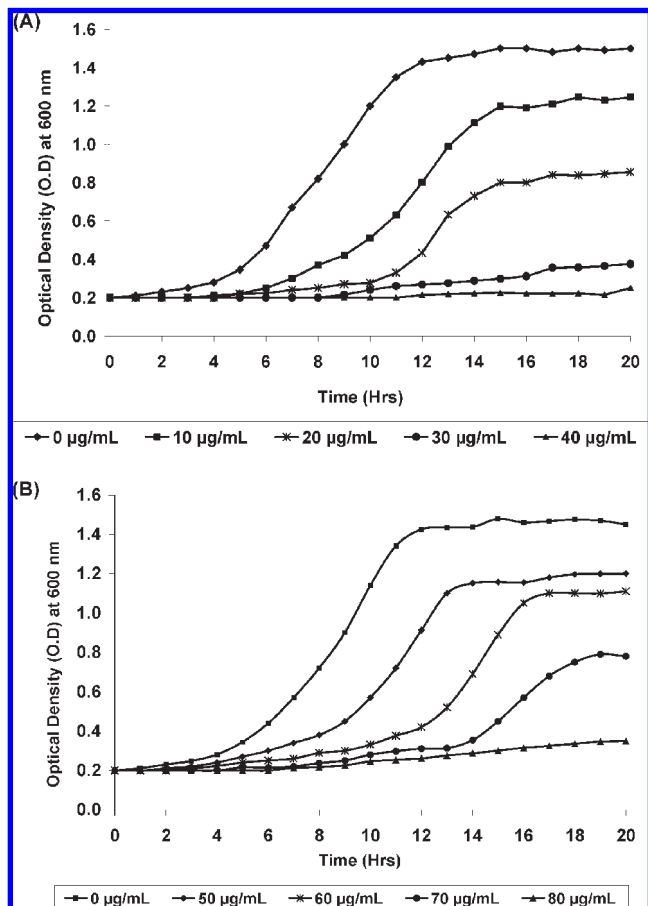 (A)
1.6
1.4
1.2
1.0
0.8
0.6
0.4
0.2
0.0
Optical Density (O.D) at 600 nm
0 2 4 6 8 10 12 14 16 18 20
Time (Hrs)
0 µg/mL 10 µg/mL 20 µg/mL 30 µg/mL 40 µg/mL
(B)
1.6
1.4
1.2
1.0
0.8
0.6
0.4
0.2
0.0
Optical Density (O.D) at 600 nm
0 2 4 6 8 10 12 14 16 18 20
Time (Hrs)
0 µg/mL 50 µg/mL 60 µg/mL 70 µg/mL 80 µg/mL